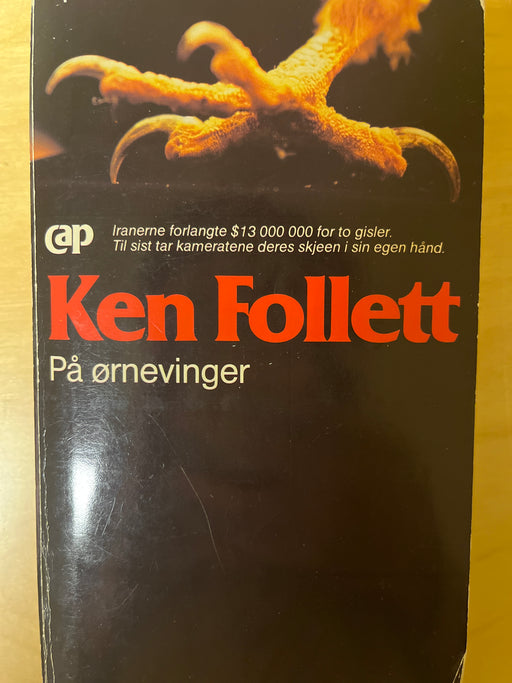 cap
Iranerne forlangte $13 000 000 for to gisler.
Til sist tar kameratene deres skjeen i sin egen hånd.
Ken Follett
På ørnevinger